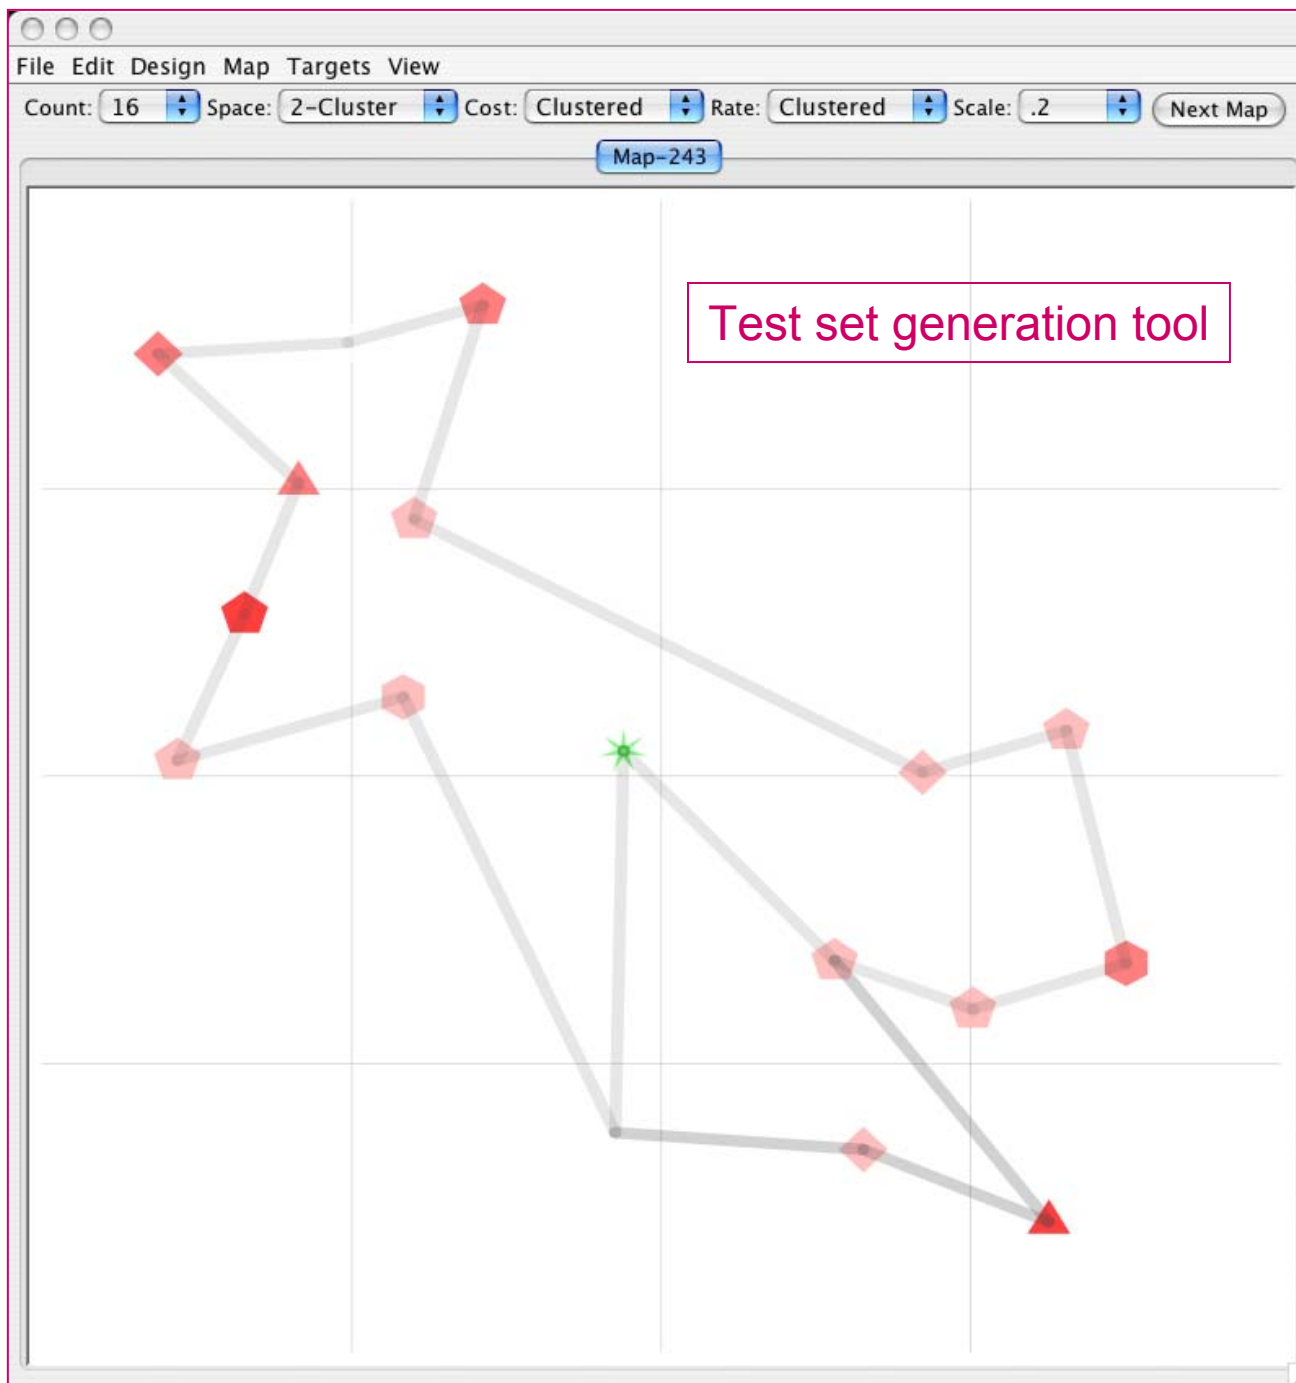 File Edit Design Map Targets View
Count: 16 Space: 2-Cluster Cost: Clustered Rate: Clustered Scale: .2 Next Map
Map-243
Test set generation tool